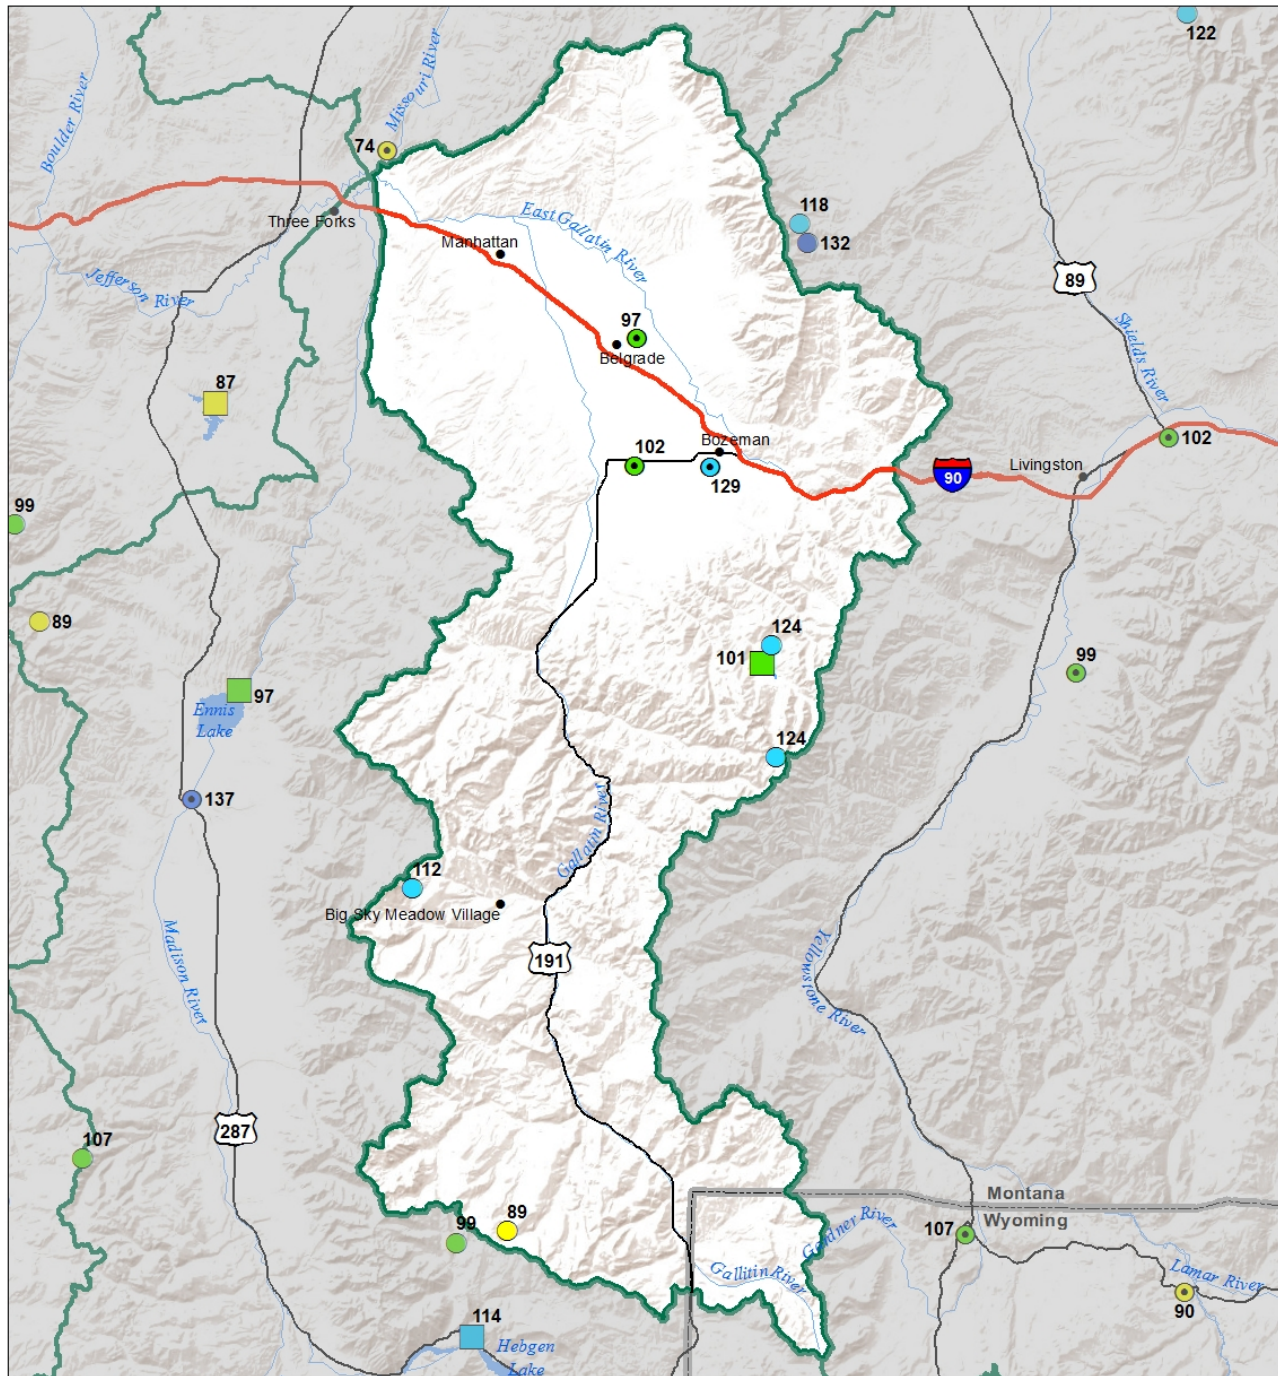 122
Missouri River
Boulder River
74
Three Forks
East Gallatin River
Manhattan
118
132
Jefferson River
89
Shields River
97
Belgrade
87
102
Bozeman
129
102
Livingston
90
99
89
124
101
99
97
Ennis
Lake
124
137
Gallatin River
112
Big Sky Meadow Village
Madison River
191
Yellowstone River
287
107
Montana
Wyoming
99
89
Gardner River
107
Gallitin River
Lamar River
90
114
Hebgen
Lake